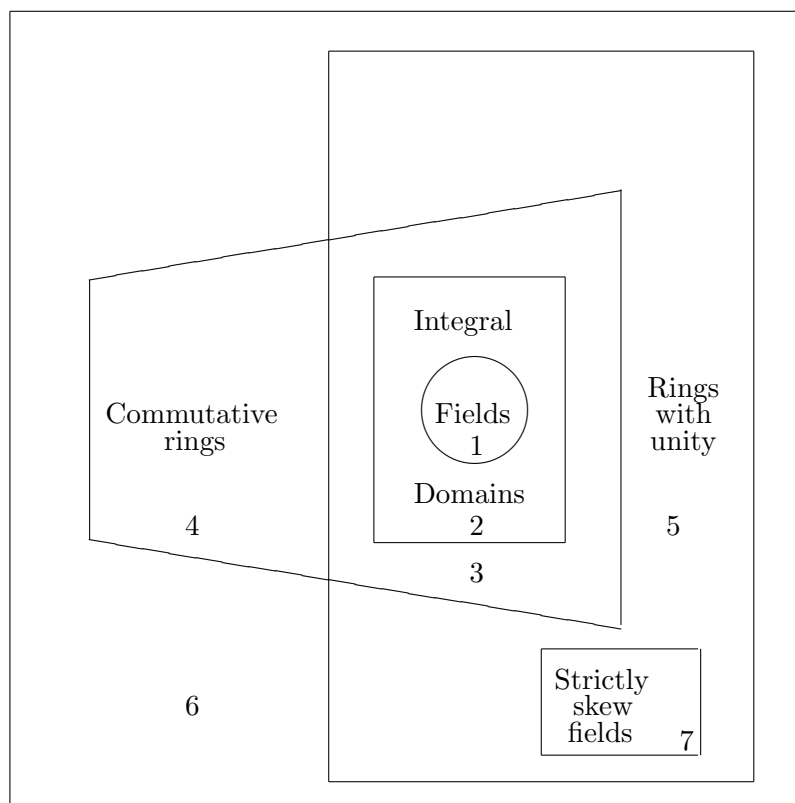 Integral
Fields
1
Domains
2
3
Commutative
rings
4
Rings
with
unity
5
6
Strictly
skew
fields
7